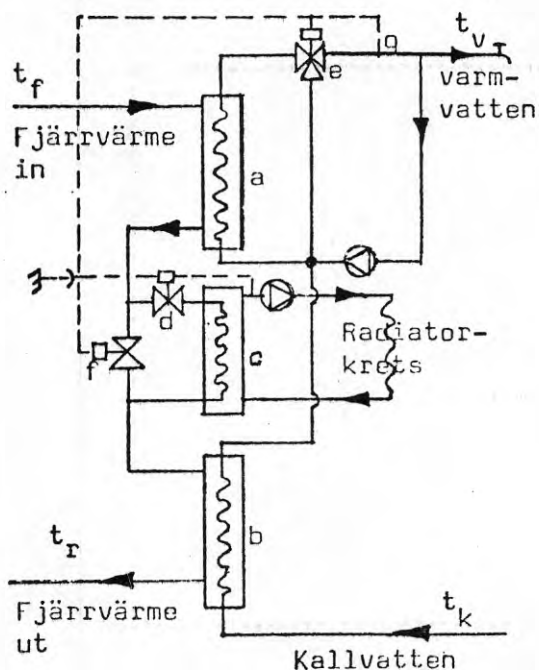 t_f
Fjärrvärme
in
a
e
g
t_v
varm-
vatten
d
f
c
Radiator-
krets
b
t_r
Fjärrvärme
ut
t_k
Kallvatten